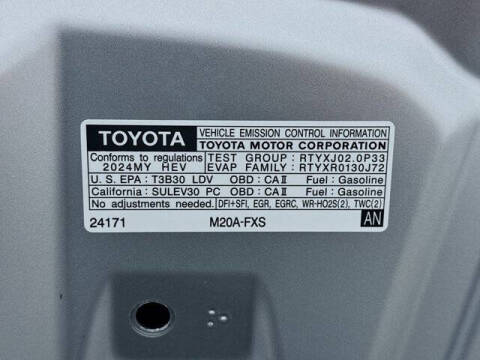 TOYOTA
VEHICLE EMISSION CONTROL INFORMATION
TOYOTA MOTOR CORPORATION
Conforms to regulations
2024MY HEV
TEST GROUP : RTYXJ02.0P33
EVAP FAMILY : RTYXR0130J72
U.S. EPA : T3B30 LDV OBD : CAⅡ Fuel : Gasoline
California : SULEV30 PC OBD : CAⅡ Fuel : Gasoline
No adjustments needed. DFI+SFI, EGR, EGRC, WR-HO2S(2), TWC(2)
24171 M20A-FXS AN